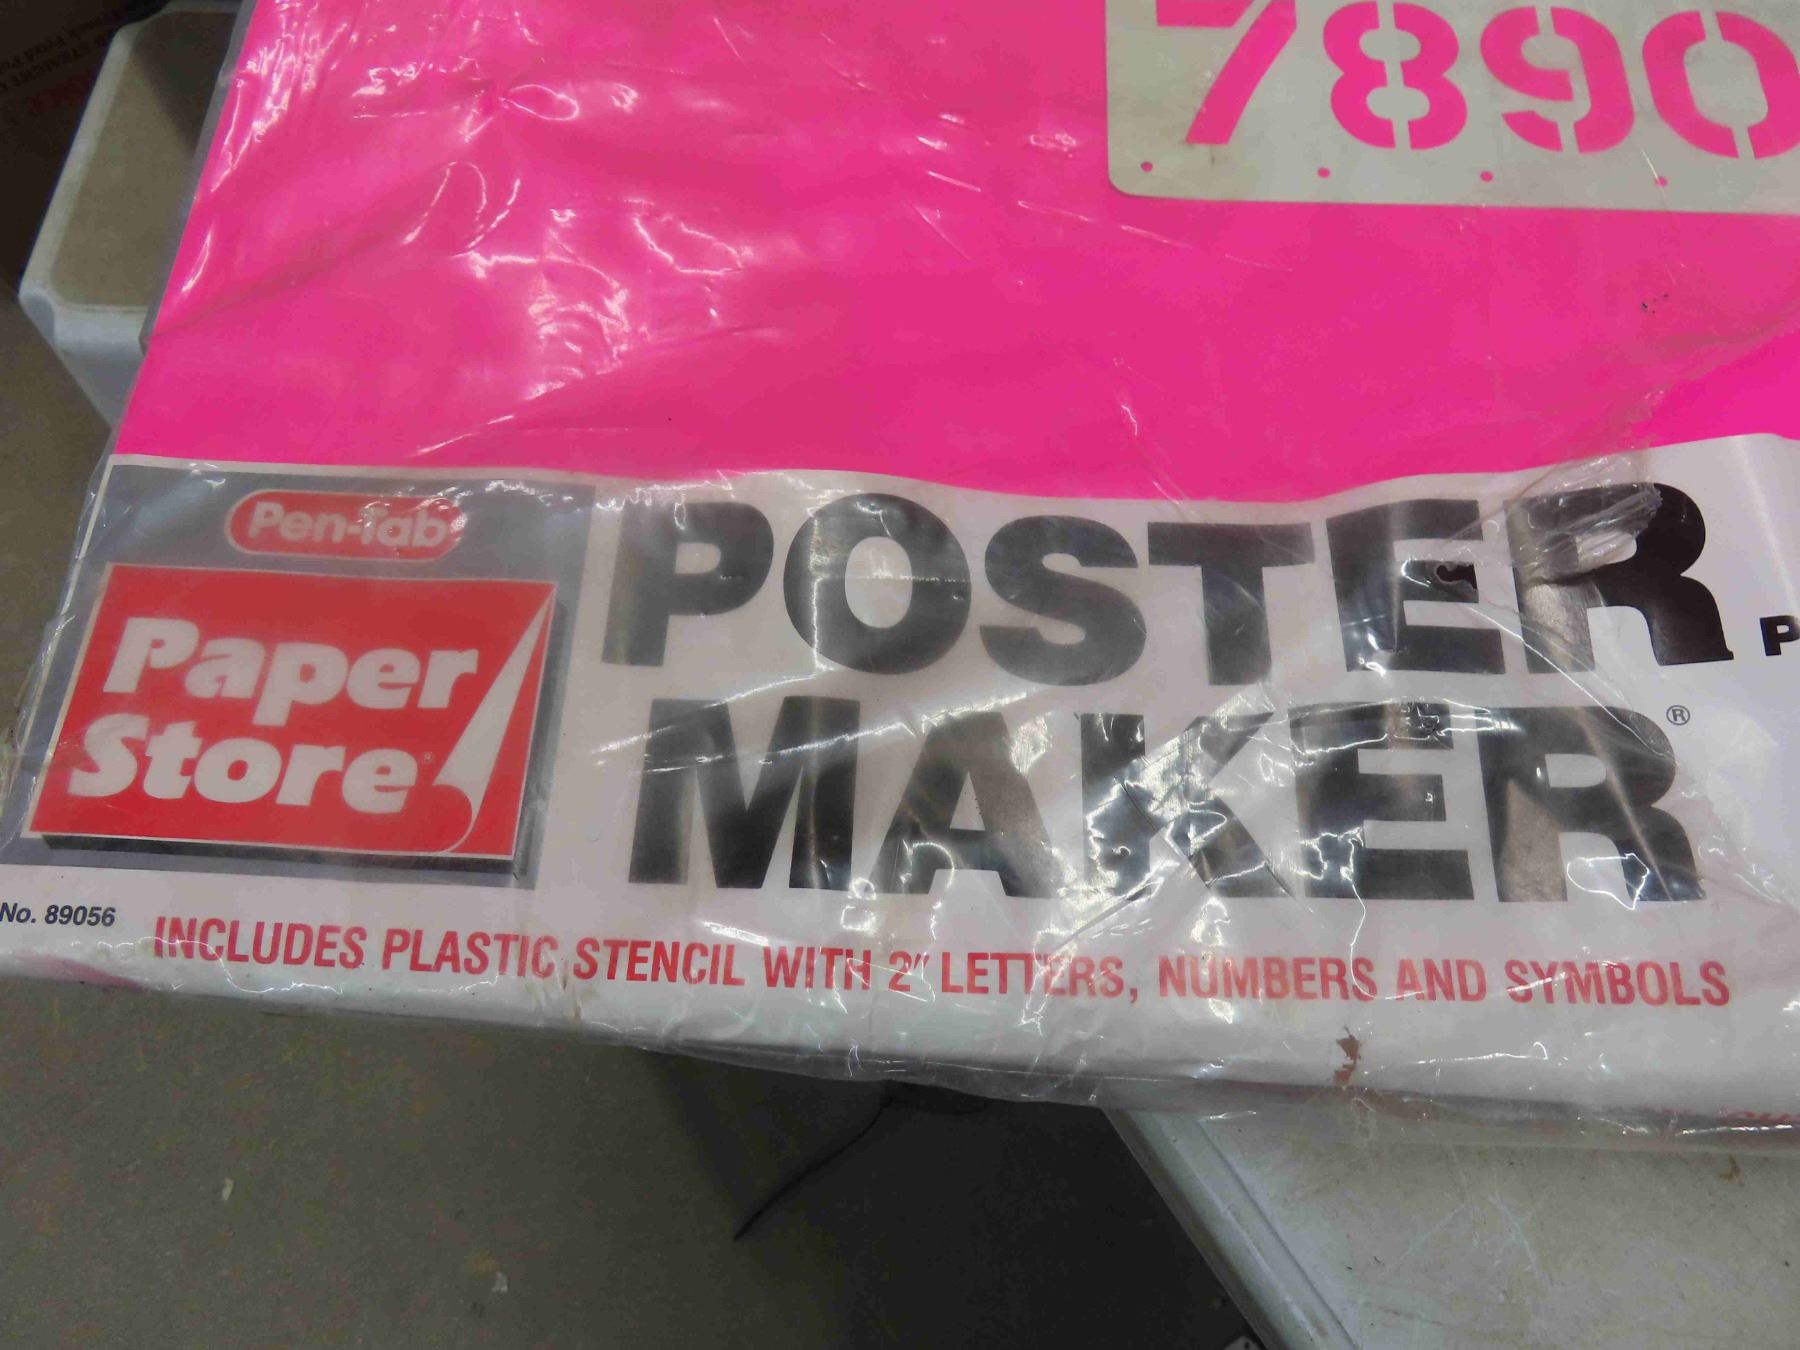 7890
Pen-Tab
Paper
Store®
POSTER
MAKER®
P
No. 89056
INCLUDES PLASTIC STENCIL WITH 2" LETTERS, NUMBERS AND SYMBOLS